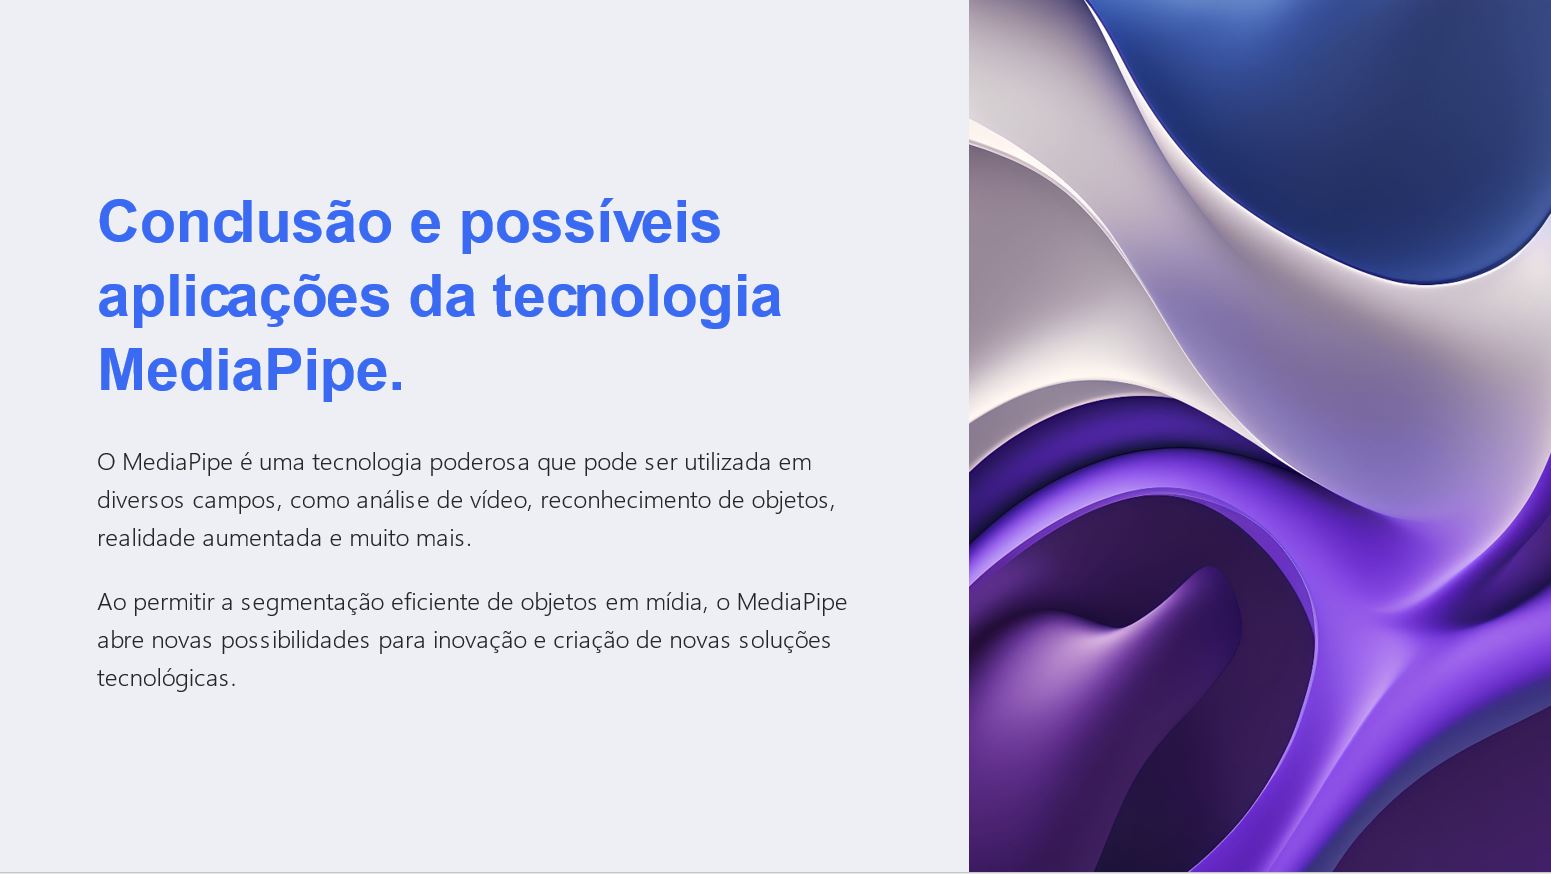 Conclusão e possíveis
aplicações da tecnologia
MediaPipe.
O MediaPipe é uma tecnologia poderosa que pode ser utilizada em
diversos campos, como análise de vídeo, reconhecimento de objetos,
realidade aumentada e muito mais.
Ao permitir a segmentação eficiente de objetos em mídia, o MediaPipe
abre novas possibilidades para inovação e criação de novas soluções
tecnológicas.